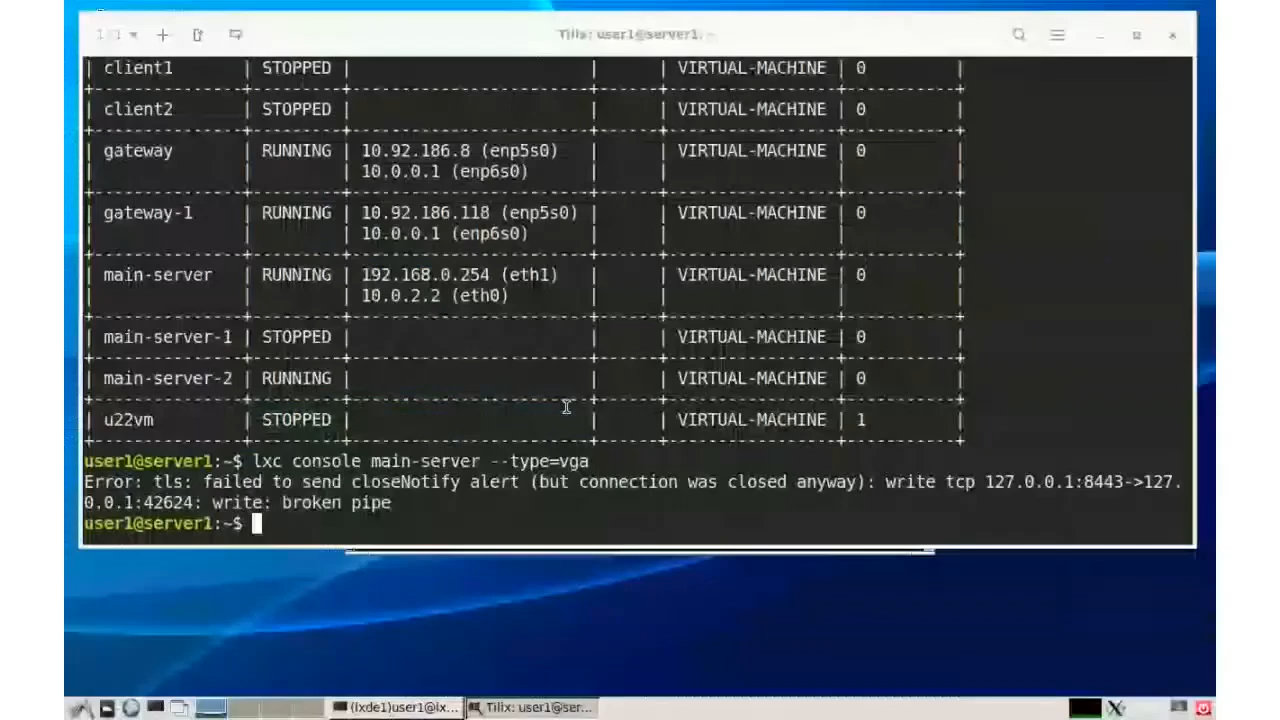 1 / 1
Tilix: user1@server1: ~
| client1 | STOPPED | | | VIRTUAL-MACHINE | 0 |
| client2 | STOPPED | | | VIRTUAL-MACHINE | 0 |
| gateway | RUNNING | 10.92.186.8 (enp5s0) | | VIRTUAL-MACHINE | 0 |
| | | 10.0.0.1 (enp6s0) | | | |
| gateway-1 | RUNNING | 10.92.186.118 (enp5s0) | | VIRTUAL-MACHINE | 0 |
| | | 10.0.0.1 (enp6s0) | | | |
| main-server | RUNNING | 192.168.0.254 (eth1) | | VIRTUAL-MACHINE | 0 |
| | | 10.0.2.2 (eth0) | | | |
| main-server-1 | STOPPED | | | VIRTUAL-MACHINE | 0 |
| main-server-2 | RUNNING | | | VIRTUAL-MACHINE | 0 |
| u22vm | STOPPED | | | VIRTUAL-MACHINE | 1 |
user1@server1:~$ lxc console main-server --type=vga
Error: tls: failed to send closeNotify alert (but connection was closed anyway): write tcp 127.0.0.1:8443->127.
0.0.1:42624: write: broken pipe
user1@server1:~$
(lxde1)user1@lx...
Tilix: user1@ser...